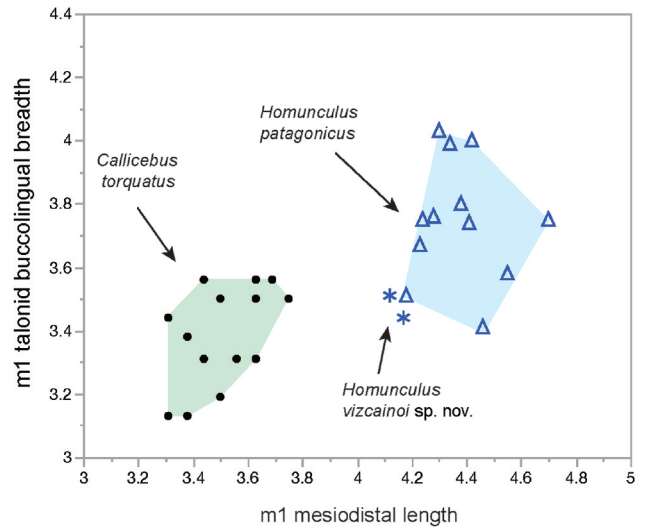 4.4
4.2
4
3.8
3.6
3.4
3.2
3
m1 talonid buccolingual breadth
Homunculus
patagonicus
Callicebus
torquatus
Homunculus
vizcainoi sp. nov.
3 3.2 3.4 3.6 3.8 4 4.2 4.4 4.6 4.8 5
m1 mesiodistal length